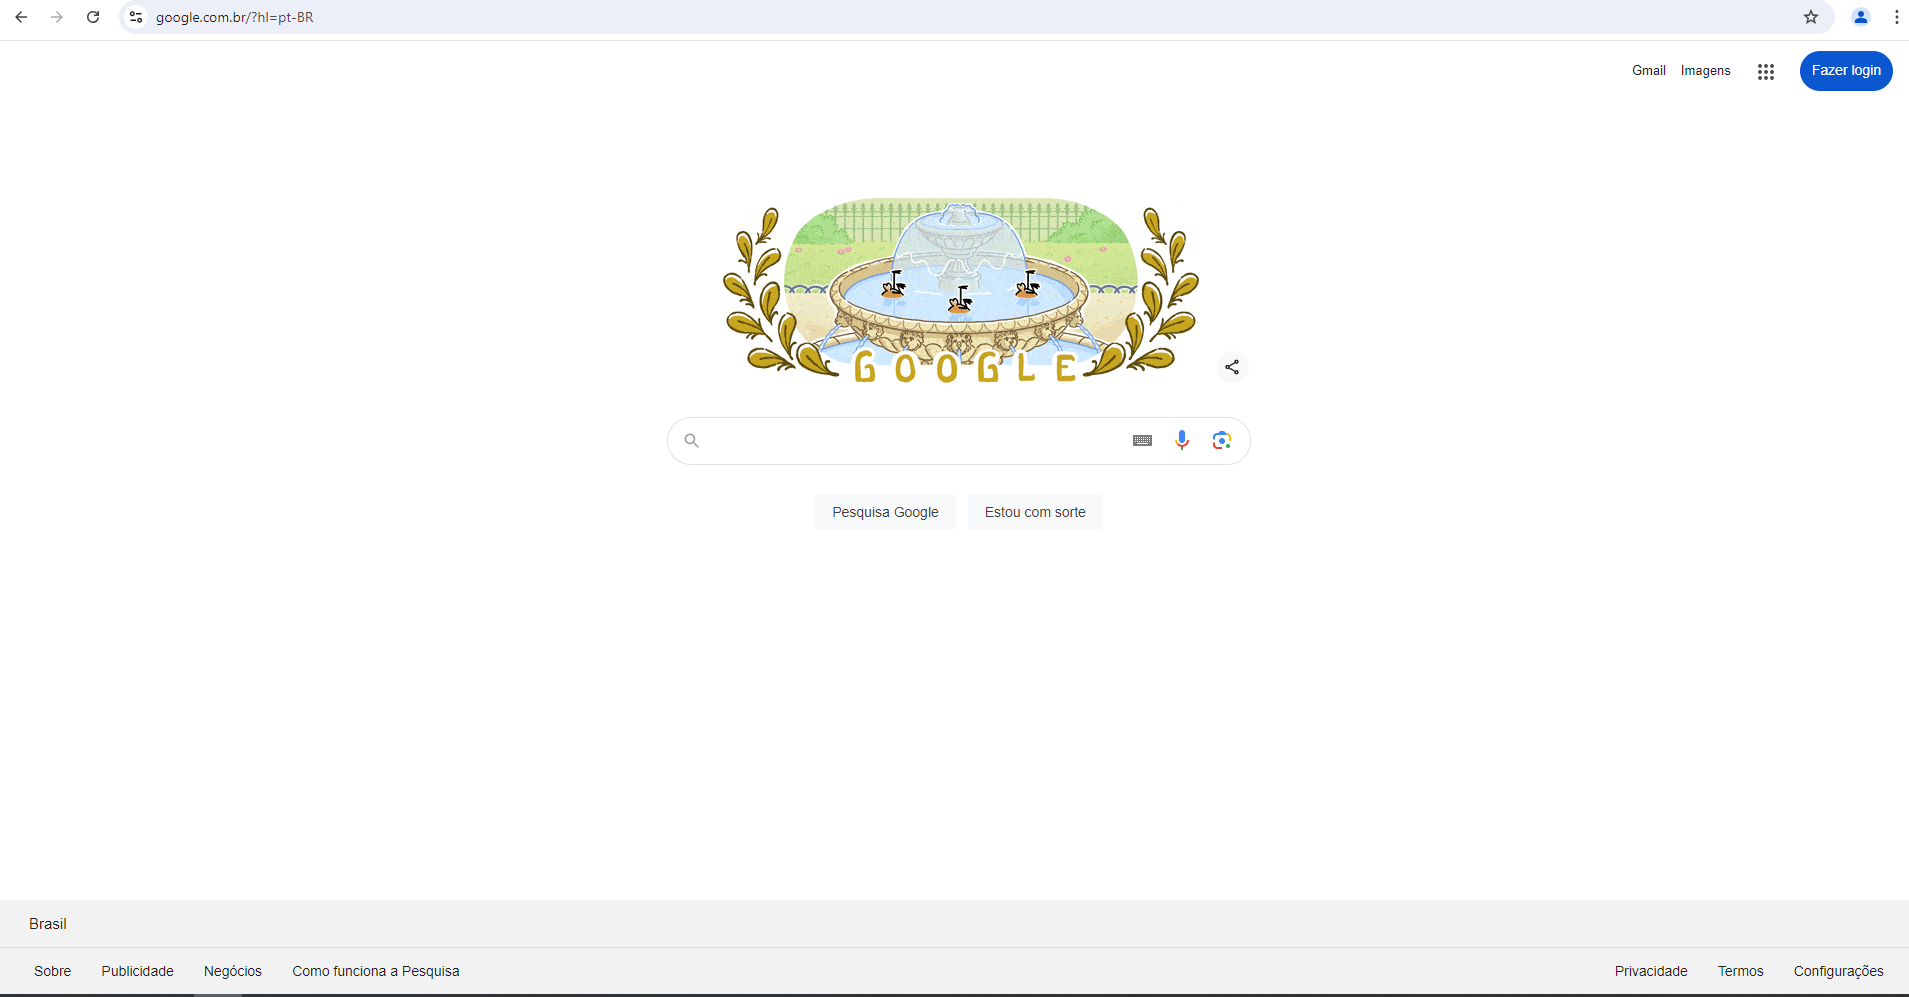 google.com.br/?hl=pt-BR
Gmail Imagens Fazer login
GOOGLE
Pesquisa Google Estou com sorte
Brasil
Sobre Publicidade Negócios Como funciona a Pesquisa Privacidade Termos Configurações